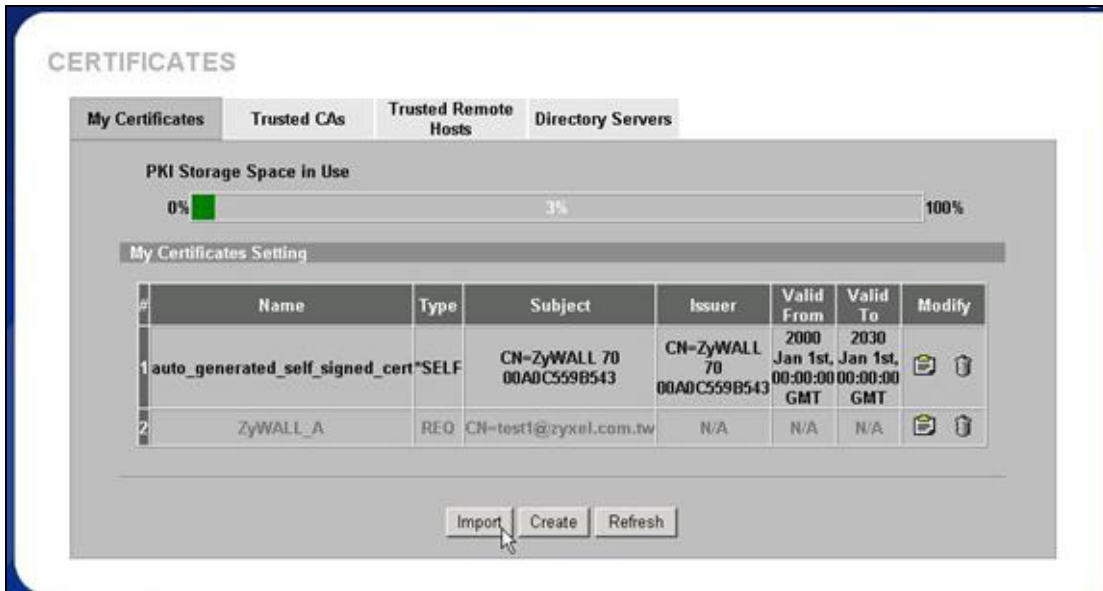 CERTIFICATES
My Certificates
Trusted CAs
Trusted Remote
Hosts
Directory Servers
PKI Storage Space in Use
0%
3%
100%
My Certificates Setting
# Name Type Subject Issuer Valid From Valid To Modify
1 auto_generated_self_signed_cert *SELF CN=ZyWALL 70 00A0C559B543 CN=ZyWALL 70 00A0C559B543 2000 Jan 1st, 00:00:00 GMT 2030 Jan 1st, 00:00:00 GMT
2 ZyWALL_A REQ CN=test1@zyxel.com.tw N/A N/A N/A
Import Create Refresh